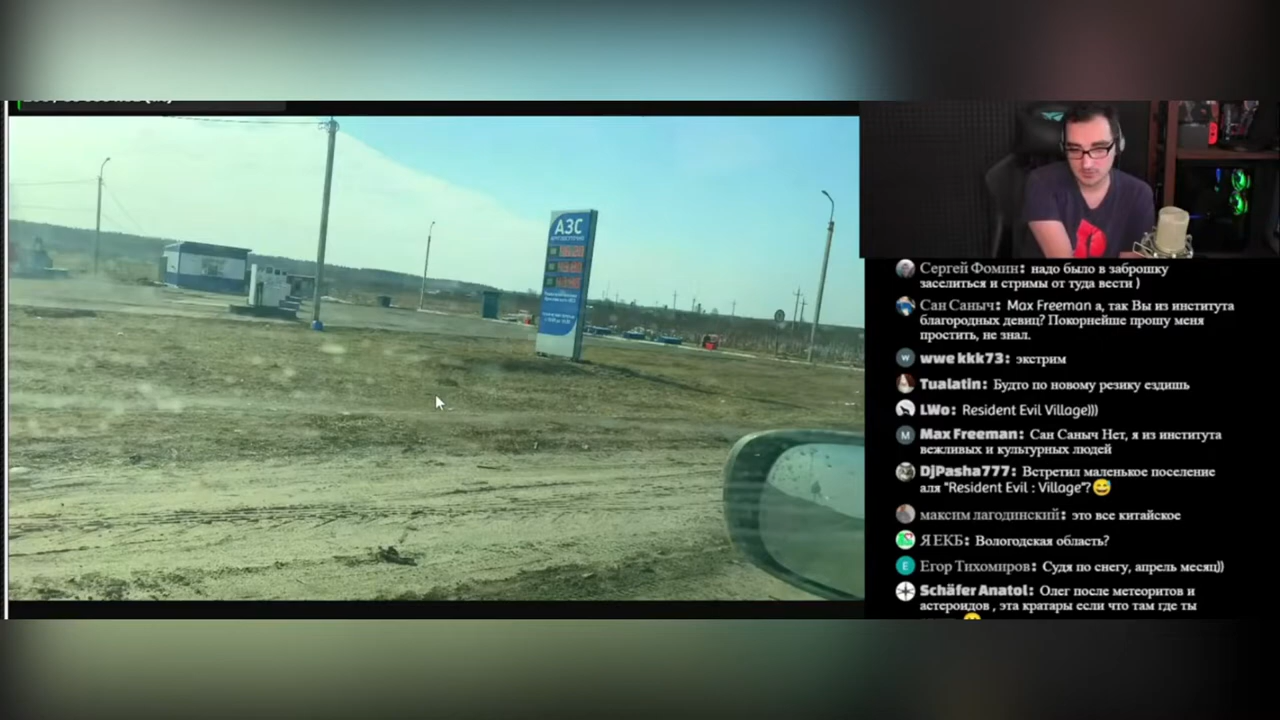 АЗС
Сергей Фомин: надо было в заброшку
заселиться и стримы от туда вести )
Сан Саныч: Max Freeman а, так Вы из института
благородных девиц? Покорнейше прошу меня
простить, не знал.
wwe kkk73: экстрим
Tualatin: Будто по новому резику ездишь
LWo: Resident Evil Village)))
Max Freeman: Сан Саныч Нет, я из института
вежливых и культурных людей
DjPasha777: Встретил маленькое поселение
аля "Resident Evil : Village"?😅
максим лагодинский: это все китайское
Я ЕКБ: Вологодская область?
Егор Тихомиров: Судя по снегу, апрель месяц))
Schäfer Anatol: Олег после метеоритов и
астероидов , эта кратары если что там где ты